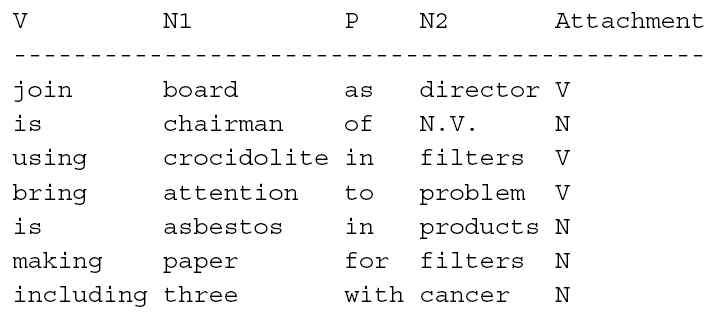 V N1 P N2 Attachment
----------------------------------------------
join board as director V
is chairman of N.V. N
using crocidolite in filters V
bring attention to problem V
is asbestos in products N
making paper for filters N
including three with cancer N